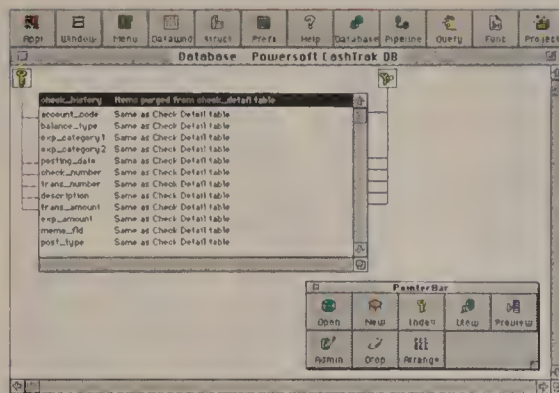 Appl Window Menu DataWnd Struct Prefs Help Database Pipeline Query Func Project
Database - Powersoft CashTrak DB
check_history Items purged from check_detail table
account_code Same as Check Detail table
balance_type Same as Check Detail table
exp_category1 Same as Check Detail table
exp_category2 Same as Check Detail table
posting_date Same as Check Detail table
check_number Same as Check Detail table
trans_number Same as Check Detail table
description Same as Check Detail table
trans_amount Same as Check Detail table
exp_amount Same as Check Detail table
memo_fld Same as Check Detail table
post_type Same as Check Detail table
PainterBar
Open New Index View Preview
Admin Drop Arrange